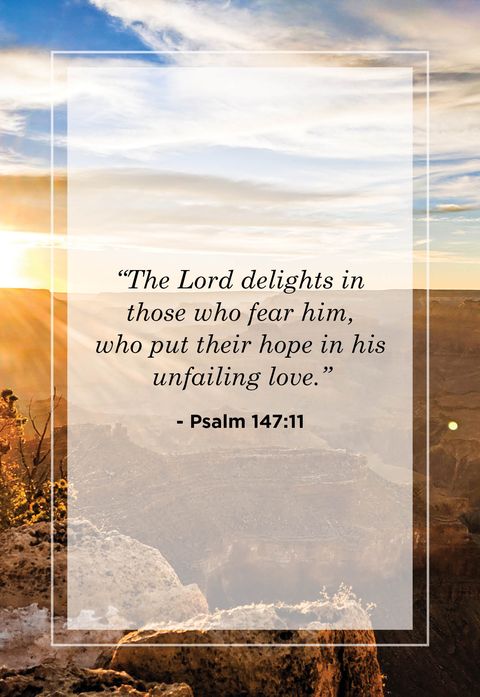 “The Lord delights in
those who fear him,
who put their hope in his
unfailing love.”
- Psalm 147:11